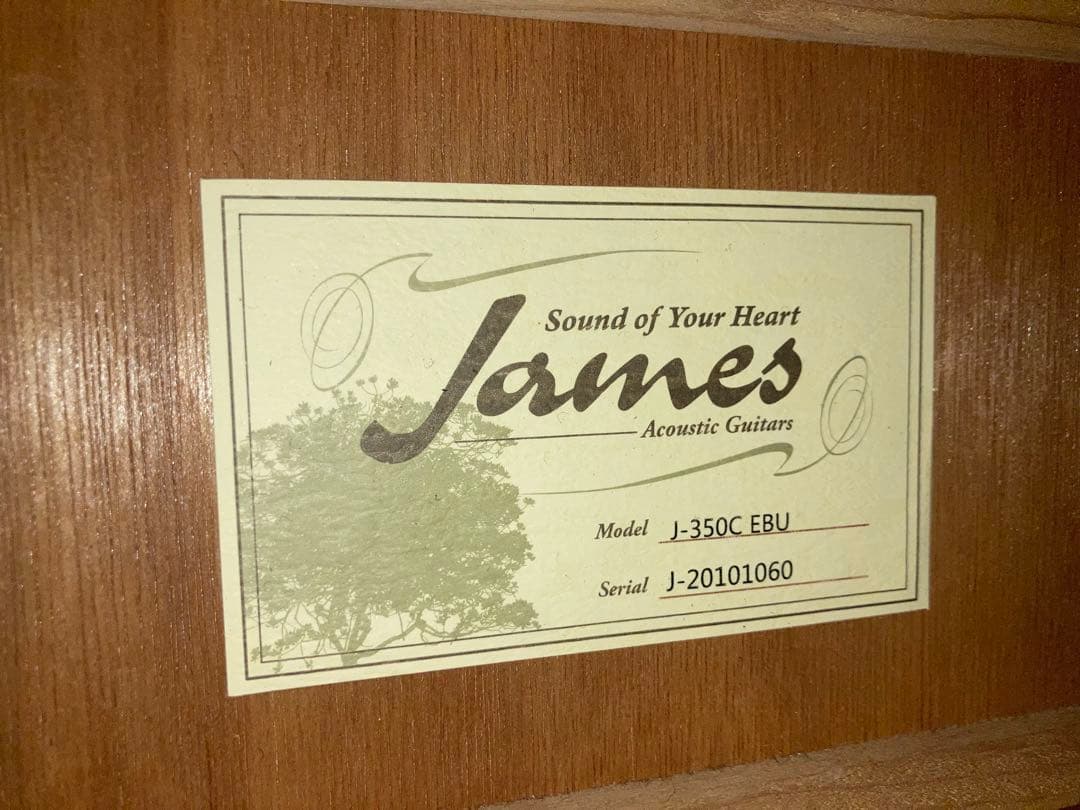 Sound of Your Heart
James
Acoustic Guitars
Model J-350C EBU
Serial J-20101060